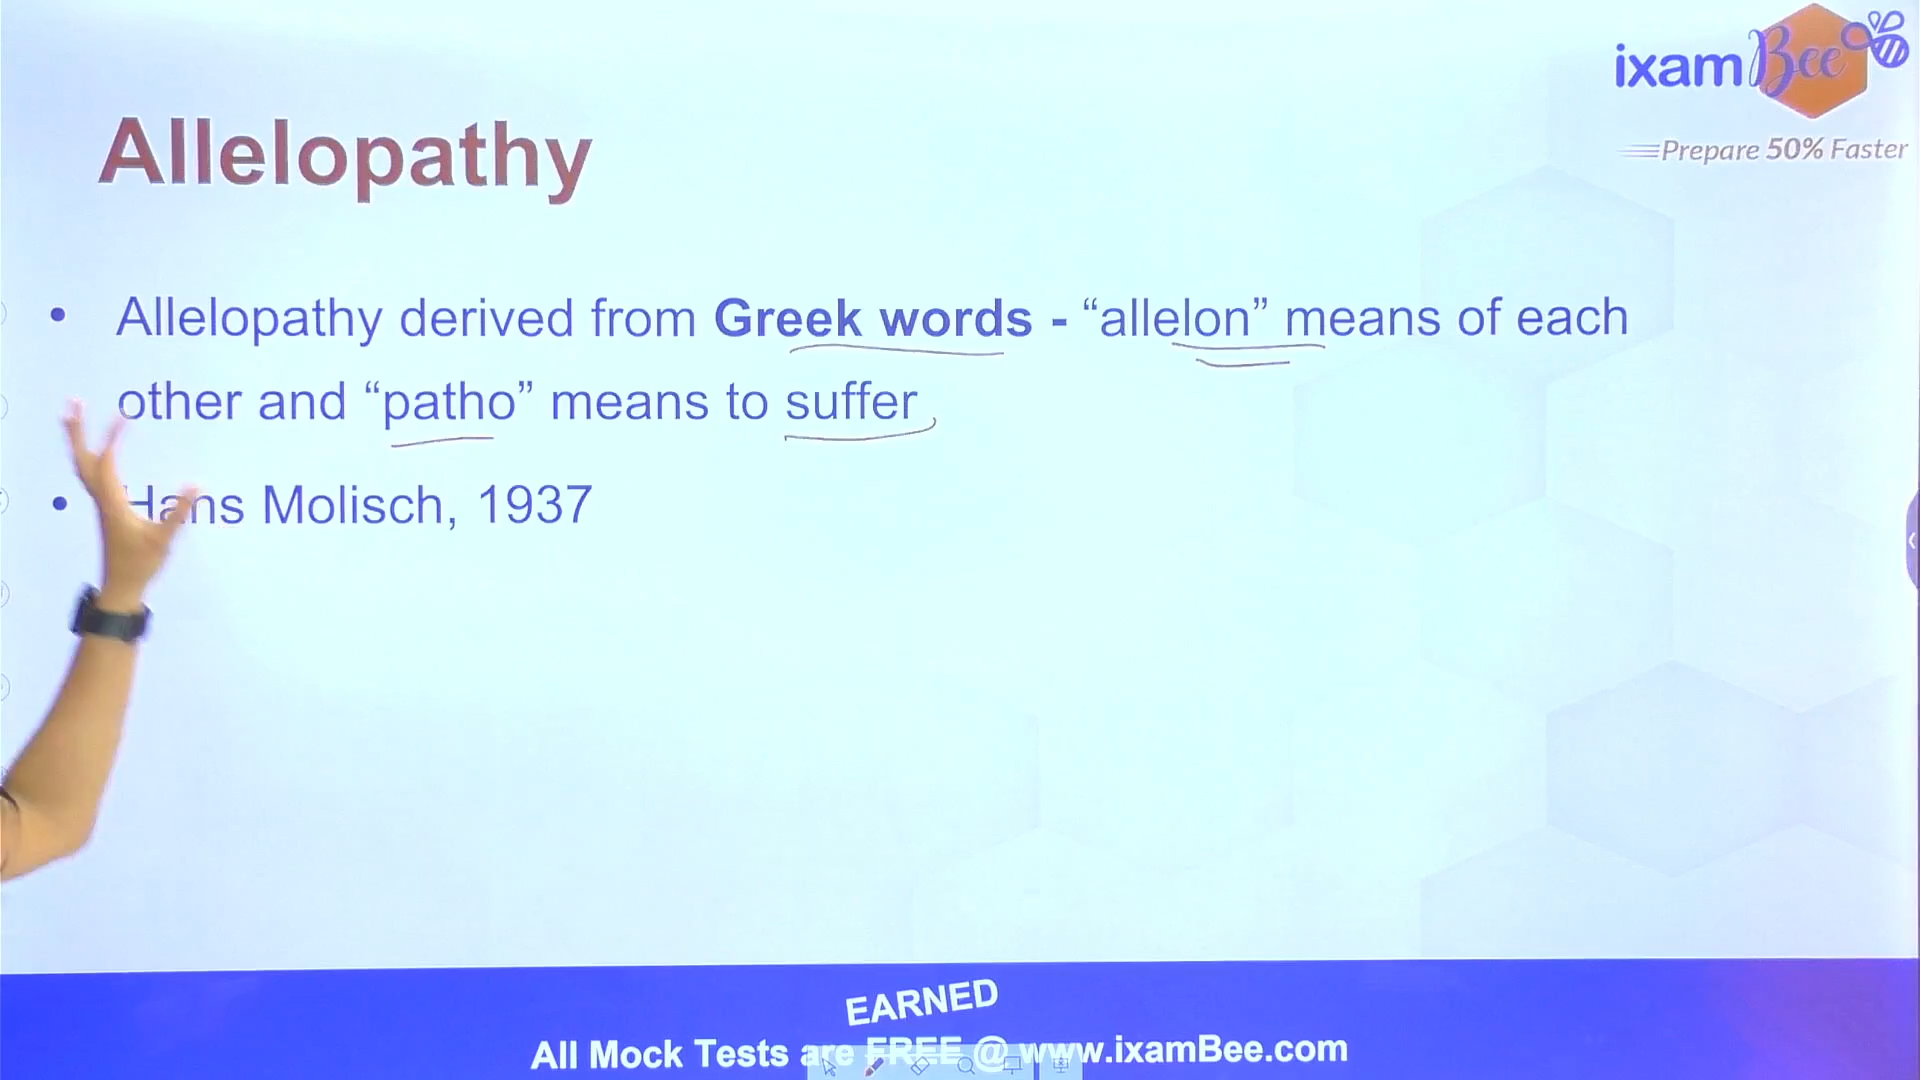 ixamBee
Prepare 50% Faster
Allelopathy
• Allelopathy derived from Greek words - “allelon” means of each
other and “patho” means to suffer
• Hans Molisch, 1937
EARNED
All Mock Tests are FREE @ www.ixamBee.com